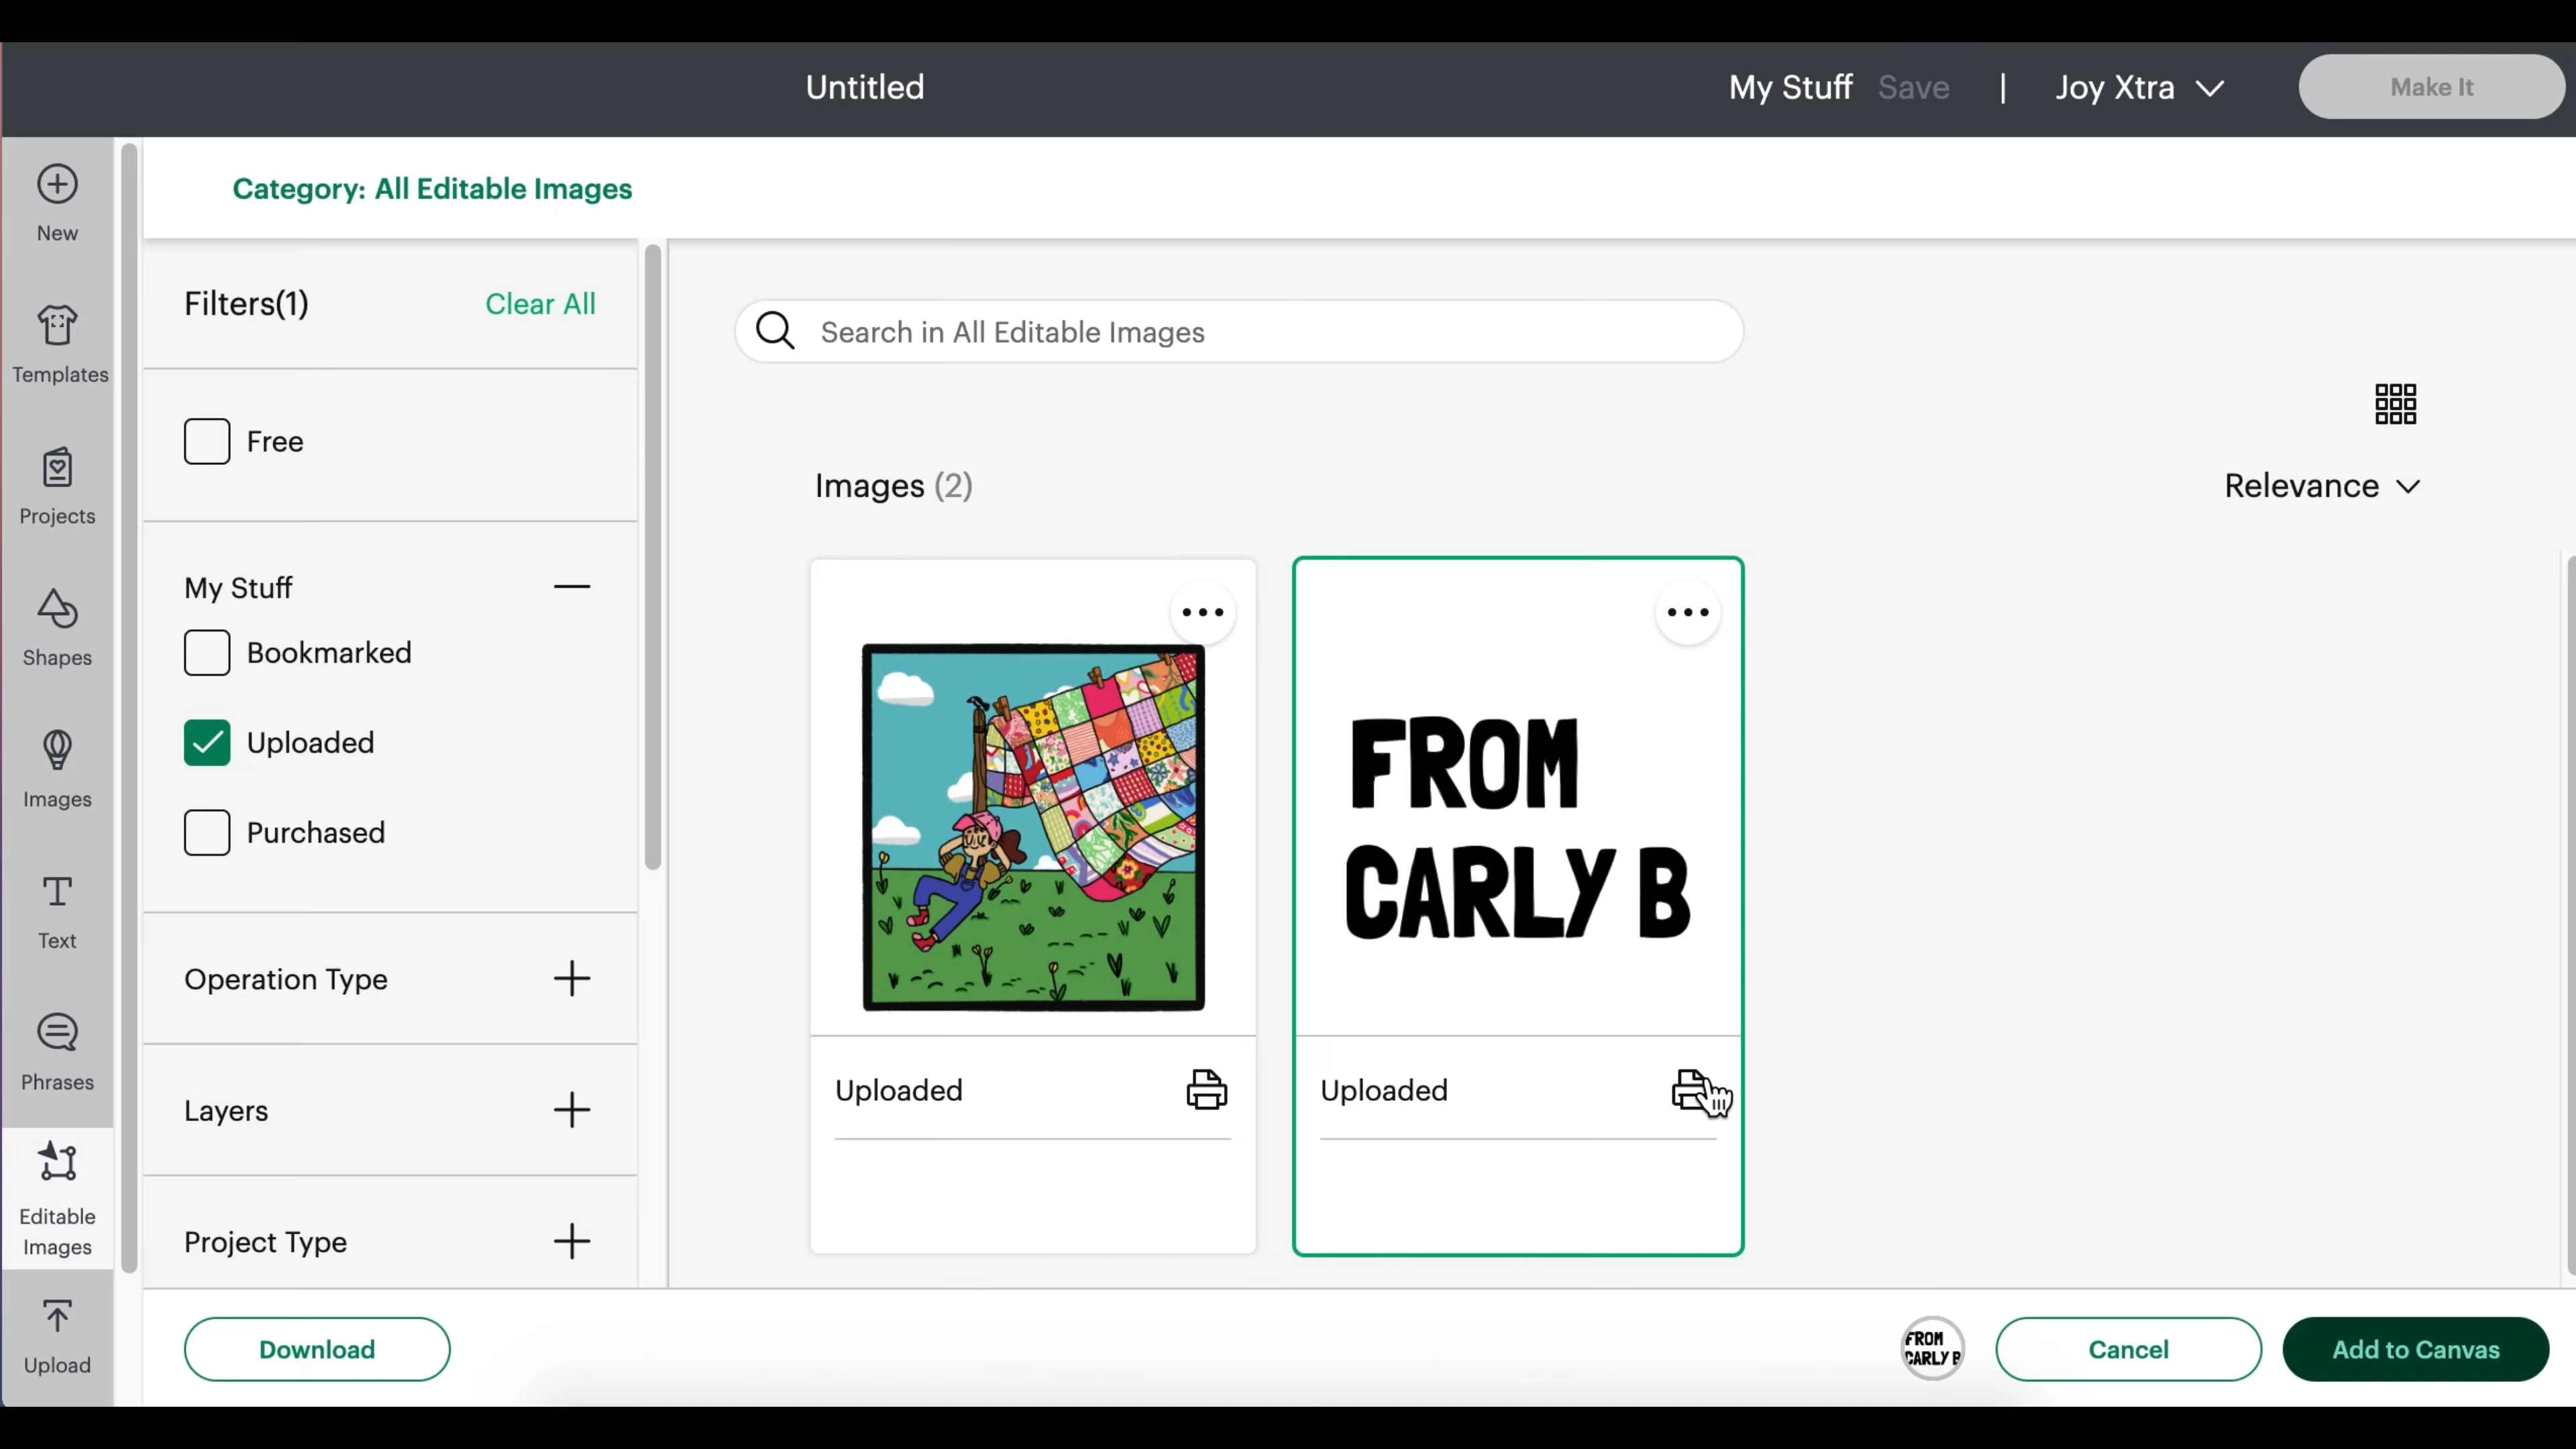 Untitled
My Stuff Save | Joy Xtra
Make It
New
Templates
Projects
Shapes
Images
Text
Phrases
Editable
Images
Upload
Category: All Editable Images
Filters(1) Clear All
Free
My Stuff
Bookmarked
Uploaded
Purchased
Operation Type
Layers
Project Type
Search in All Editable Images
Images (2)
Relevance
FROM
CARLY B
Uploaded
Uploaded
Download
FROM
CARLY B
Cancel
Add to Canvas